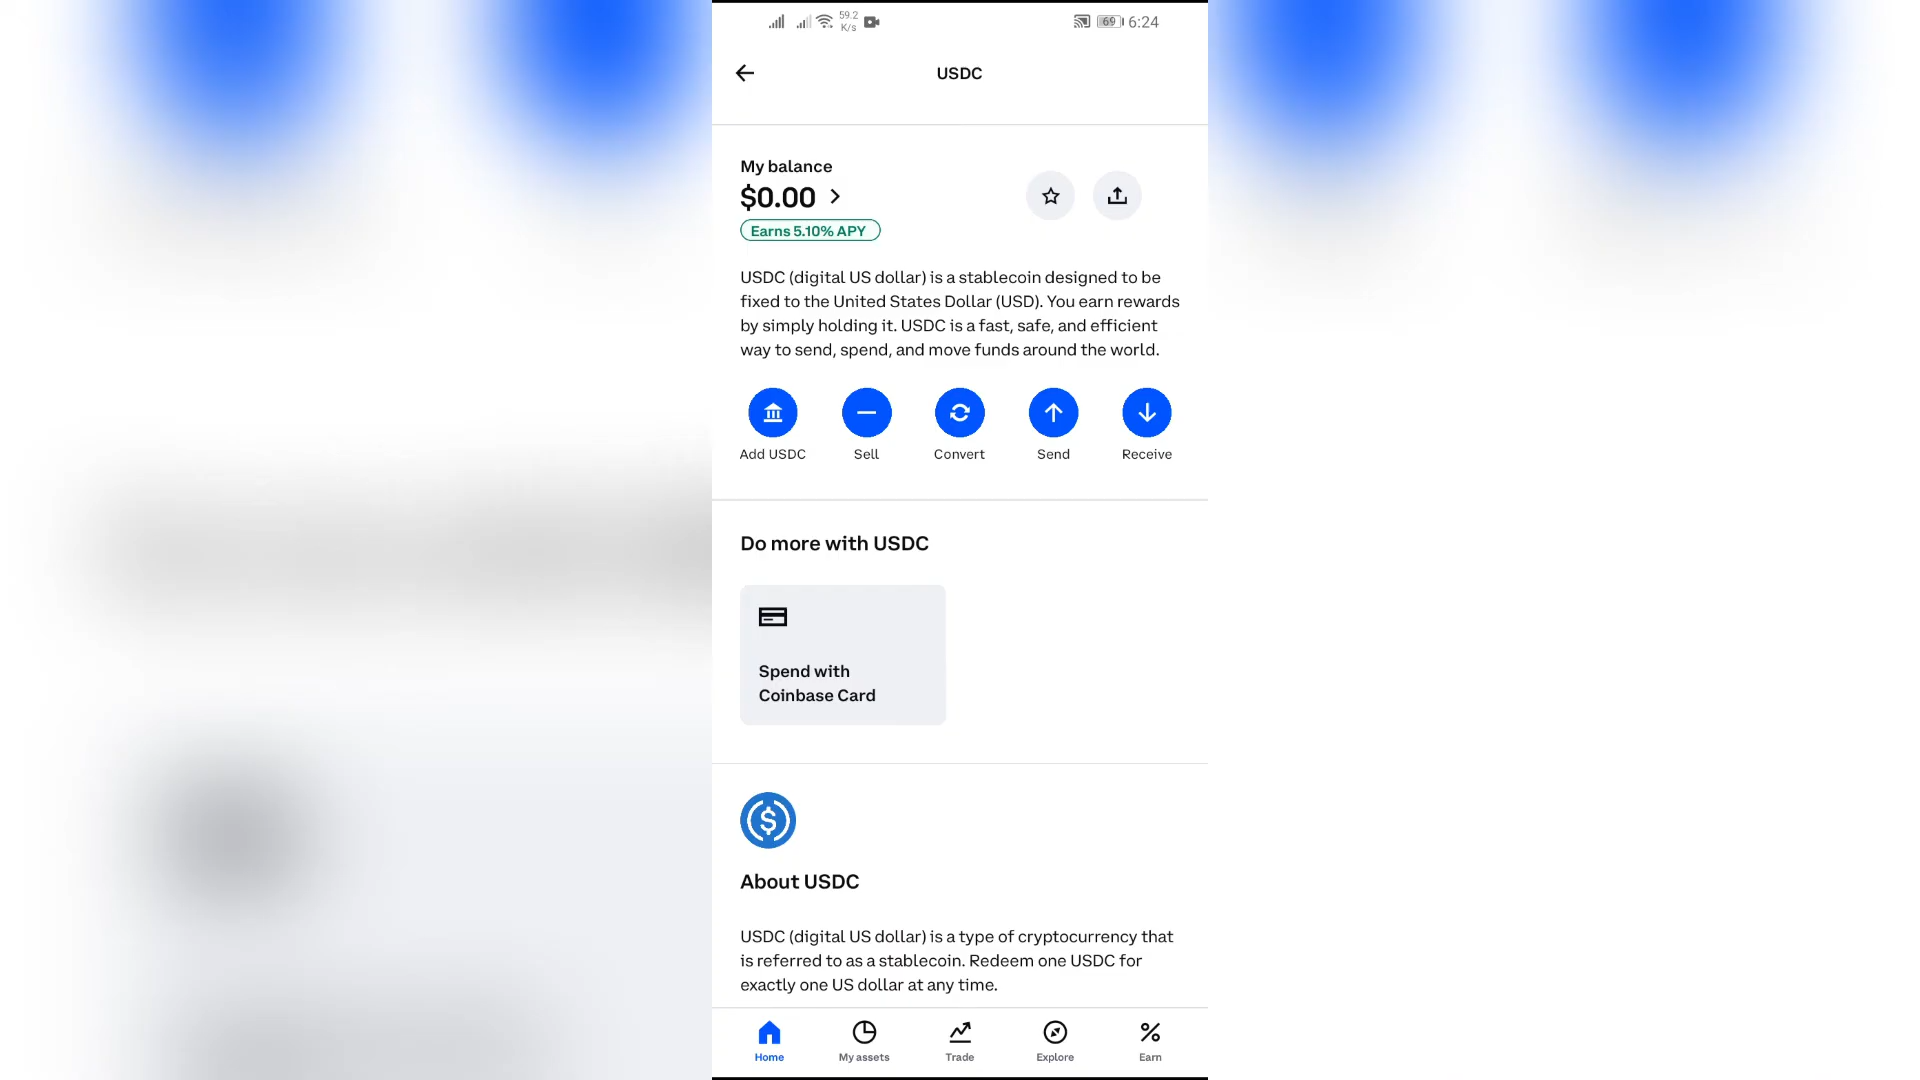 59.2
K/s
69
6:24
USDC
My balance
$0.00
Earns 5.10% APY
USDC (digital US dollar) is a stablecoin designed to be
fixed to the United States Dollar (USD). You earn rewards
by simply holding it. USDC is a fast, safe, and efficient
way to send, spend, and move funds around the world.
Add USDC
Sell
Convert
Send
Receive
Do more with USDC
Spend with
Coinbase Card
$
About USDC
USDC (digital US dollar) is a type of cryptocurrency that
is referred to as a stablecoin. Redeem one USDC for
exactly one US dollar at any time.
Home
My assets
Trade
Explore
Earn